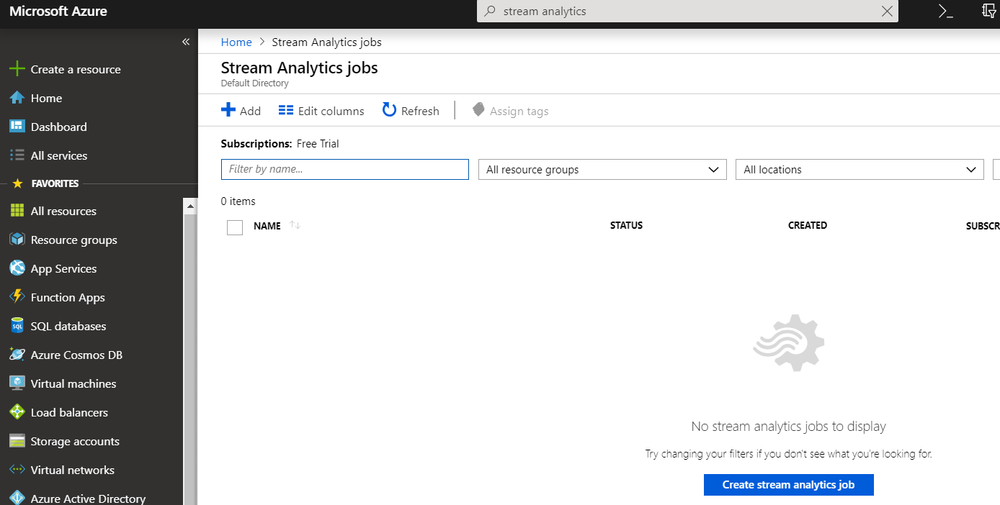 Microsoft Azure
stream analytics
Create a resource
Home
Dashboard
All services
FAVORITES
All resources
Resource groups
App Services
Function Apps
SQL
SQL databases
Azure Cosmos DB
Virtual machines
Load balancers
Storage accounts
Virtual networks
Azure Active Directory
Home > Stream Analytics jobs
Stream Analytics jobs
Default Directory
Add Edit columns Refresh Assign tags
Subscriptions: Free Trial
Filter by name... All resource groups All locations
0 items
NAME STATUS CREATED SUBSCR
No stream analytics jobs to display
Try changing your filters if you don't see what you're looking for.
Create stream analytics job